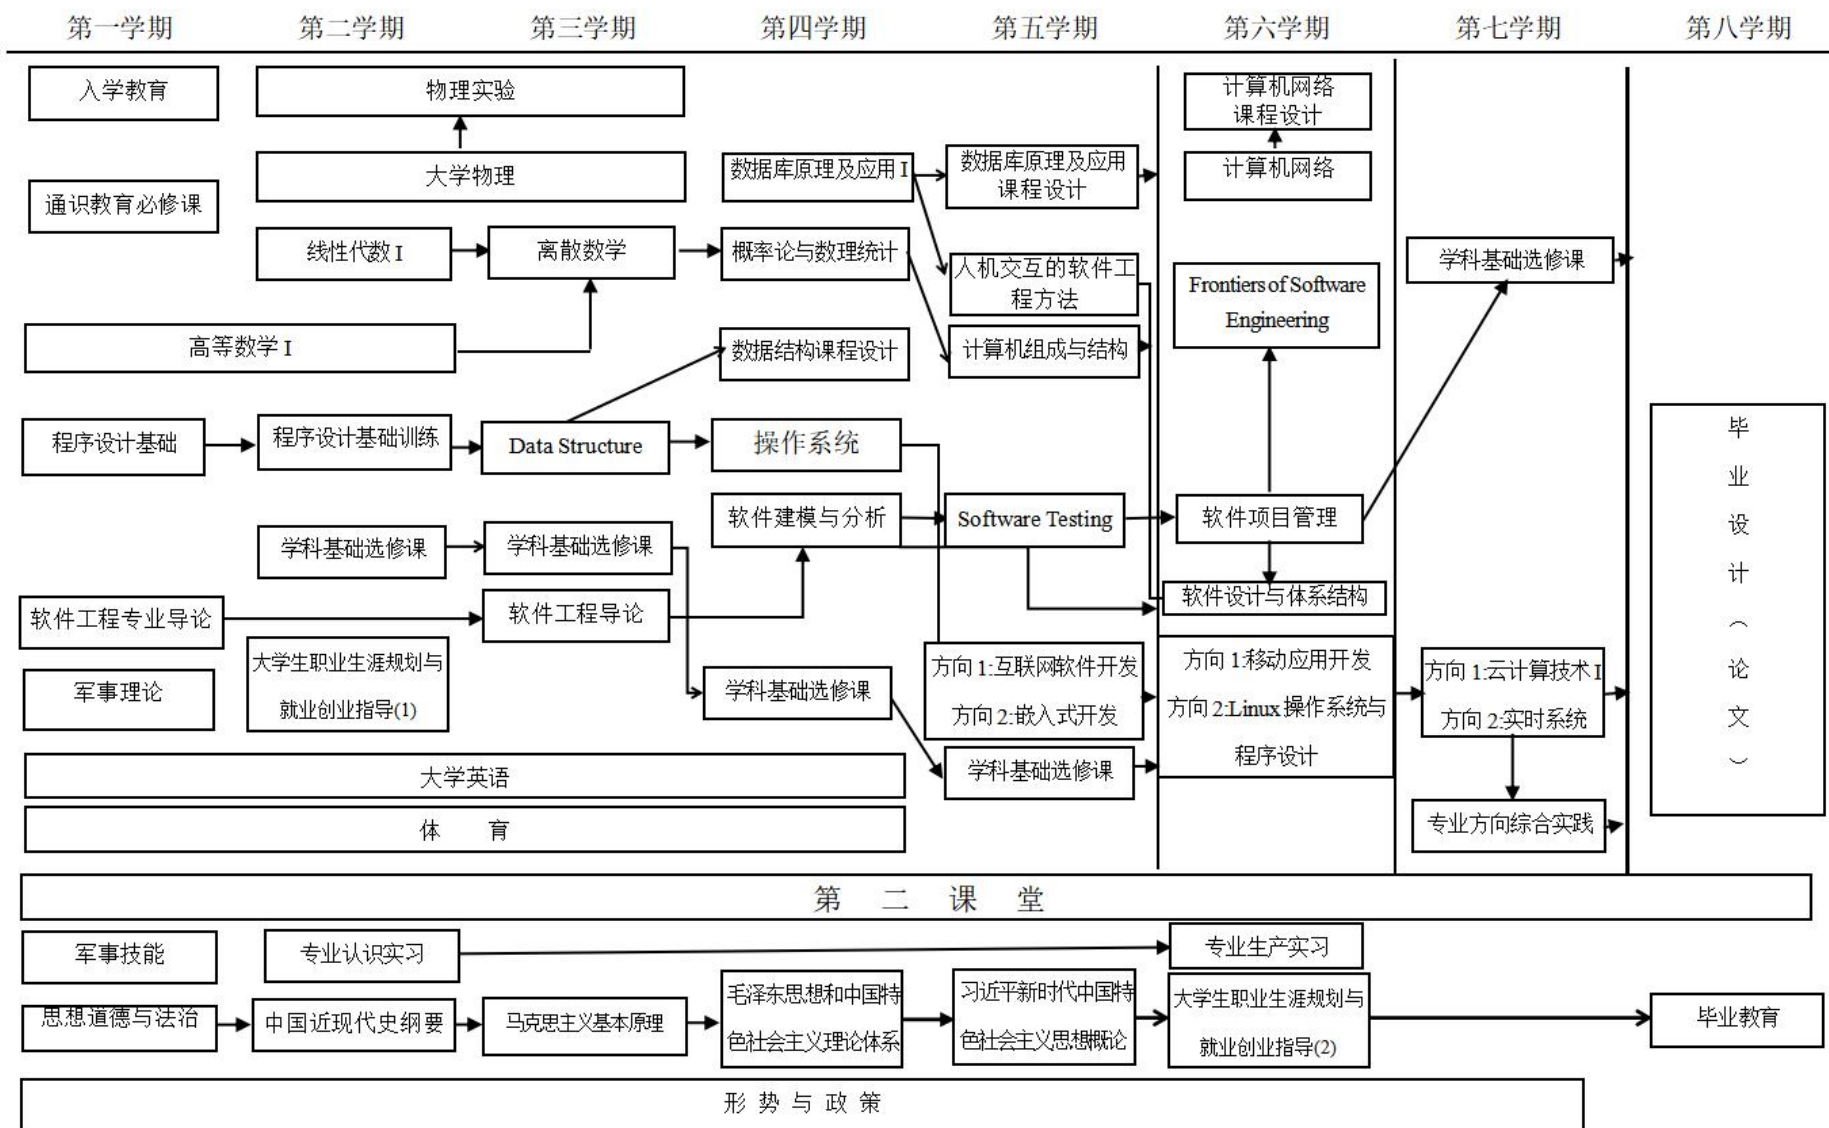 第一学期
第二学期
第三学期
第四学期
第五学期
第六学期
第七学期
第八学期
入学教育
物理实验
计算机网络
课程设计
通识教育必修课
大学物理
数据库原理及应用 I
数据库原理及应用
课程设计
计算机网络
线性代数 I
离散数学
概率论与数理统计
人机交互的软件工
程方法
Frontiers of Software
Engineering
学科基础选修课
高等数学 I
数据结构课程设计
计算机组成与结构
程序设计基础
程序设计基础训练
Data Structure
操作系统
软件建模与分析
Software Testing
软件项目管理
学科基础选修课
学科基础选修课
软件设计与体系结构
软件工程专业导论
软件工程导论
军事理论
大学生职业生涯规划与
就业创业指导(1)
学科基础选修课
方向 1:互联网软件开发
方向 2:嵌入式开发
方向 1:移动应用开发
方向 2:Linux 操作系统与
程序设计
方向 1:云计算技术 I
方向 2:实时系统
毕
业
设
计
（
论
文
）
大学英语
学科基础选修课
体 育
专业方向综合实践
第 二 课 堂
军事技能
专业认识实习
专业生产实习
思想道德与法治
中国近现代史纲要
马克思主义基本原理
毛泽东思想和中国特
色社会主义理论体系
习近平新时代中国特
色社会主义思想概论
大学生职业生涯规划与
就业创业指导(2)
毕业教育
形 势 与 政 策